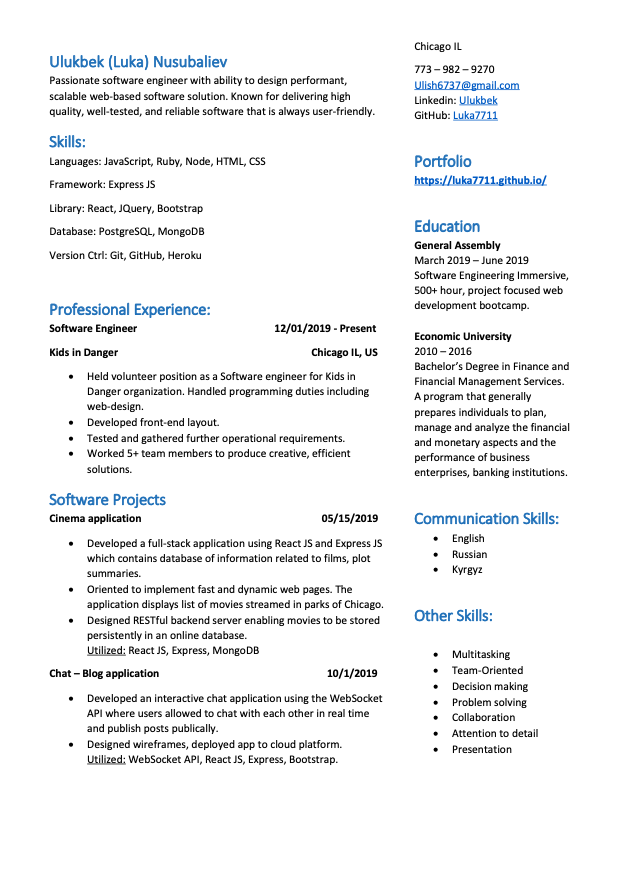 Ulukbek (Luka) Nusubaliev
Passionate software engineer with ability to design performant,
scalable web-based software solution. Known for delivering high
quality, well-tested, and reliable software that is always user-friendly.
Skills:
Languages: JavaScript, Ruby, Node, HTML, CSS
Framework: Express JS
Library: React, JQuery, Bootstrap
Database: PostgreSQL, MongoDB
Version Ctrl: Git, GitHub, Heroku
Professional Experience:
Software Engineer 12/01/2019 - Present
Kids in Danger Chicago IL, US
• Held volunteer position as a Software engineer for Kids in
Danger organization. Handled programming duties including
web-design.
• Developed front-end layout.
• Tested and gathered further operational requirements.
• Worked 5+ team members to produce creative, efficient
solutions.
Software Projects
Cinema application 05/15/2019
• Developed a full-stack application using React JS and Express JS
which contains database of information related to films, plot
summaries.
• Oriented to implement fast and dynamic web pages. The
application displays list of movies streamed in parks of Chicago.
• Designed RESTful backend server enabling movies to be stored
persistently in an online database.
Utilized: React JS, Express, MongoDB
Chat – Blog application 10/1/2019
• Developed an interactive chat application using the WebSocket
API where users allowed to chat with each other in real time
and publish posts publically.
• Designed wireframes, deployed app to cloud platform.
Utilized: WebSocket API, React JS, Express, Bootstrap.
Chicago IL
773 – 982 – 9270
Ulish6737@gmail.com
Linkedin: Ulukbek
GitHub: Luka7711
Portfolio
https://luka7711.github.io/
Education
General Assembly
March 2019 – June 2019
Software Engineering Immersive,
500+ hour, project focused web
development bootcamp.
Economic University
2010 – 2016
Bachelor's Degree in Finance and
Financial Management Services.
A program that generally
prepares individuals to plan,
manage and analyze the financial
and monetary aspects and the
performance of business
enterprises, banking institutions.
Communication Skills:
• English
• Russian
• Kyrgyz
Other Skills:
• Multitasking
• Team-Oriented
• Decision making
• Problem solving
• Collaboration
• Attention to detail
• Presentation